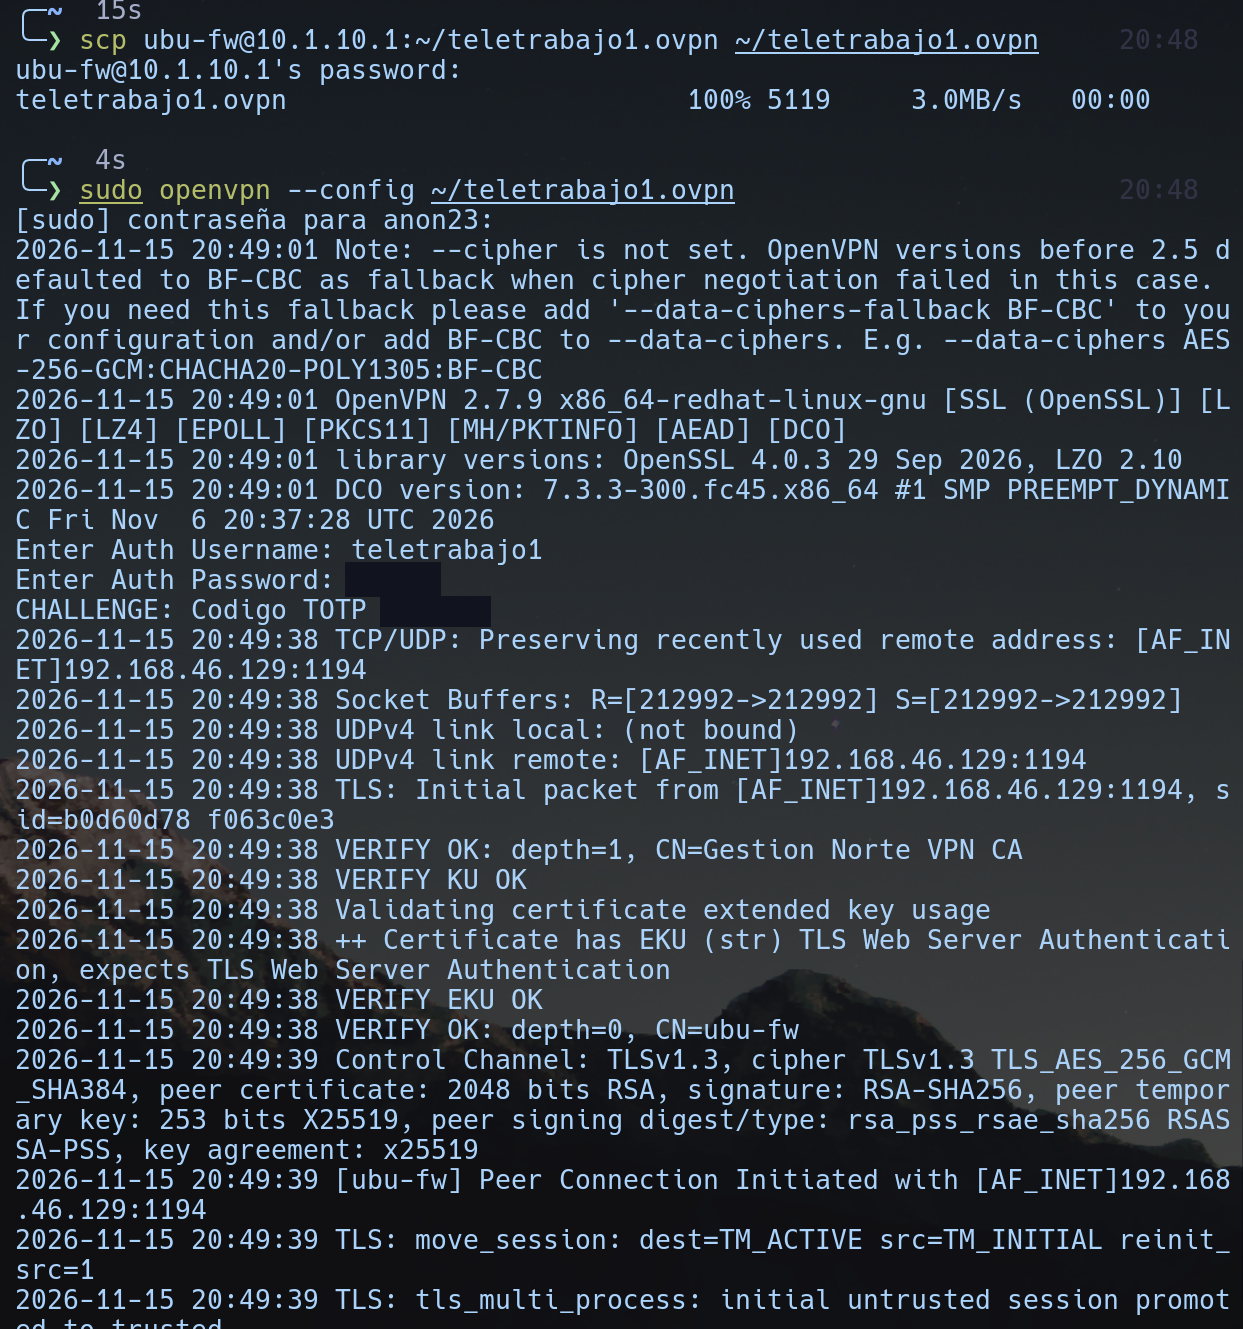 ~ 15s
❯ scp ubu-fw@10.1.10.1:~/teletrabajo1.ovpn ~/teletrabajo1.ovpn 20:48
ubu-fw@10.1.10.1's password:
teletrabajo1.ovpn 100% 5119 3.0MB/s 00:00
~ 4s
❯ sudo openvpn --config ~/teletrabajo1.ovpn 20:48
[sudo] contraseña para anon23:
2026-11-15 20:49:01 Note: --cipher is not set. OpenVPN versions before 2.5 d
efaulted to BF-CBC as fallback when cipher negotiation failed in this case.
If you need this fallback please add '--data-ciphers-fallback BF-CBC' to you
r configuration and/or add BF-CBC to --data-ciphers. E.g. --data-ciphers AES
-256-GCM:CHACHA20-POLY1305:BF-CBC
2026-11-15 20:49:01 OpenVPN 2.7.9 x86_64-redhat-linux-gnu [SSL (OpenSSL)] [L
ZO] [LZ4] [EPOLL] [PKCS11] [MH/PKTINFO] [AEAD] [DCO]
2026-11-15 20:49:01 library versions: OpenSSL 4.0.3 29 Sep 2026, LZO 2.10
2026-11-15 20:49:01 DCO version: 7.3.3-300.fc45.x86_64 #1 SMP PREEMPT_DYNAMI
C Fri Nov  6 20:37:28 UTC 2026
Enter Auth Username: teletrabajo1
Enter Auth Password:
CHALLENGE: Codigo TOTP
2026-11-15 20:49:38 TCP/UDP: Preserving recently used remote address: [AF_IN
ET]192.168.46.129:1194
2026-11-15 20:49:38 Socket Buffers: R=[212992->212992] S=[212992->212992]
2026-11-15 20:49:38 UDPv4 link local: (not bound)
2026-11-15 20:49:38 UDPv4 link remote: [AF_INET]192.168.46.129:1194
2026-11-15 20:49:38 TLS: Initial packet from [AF_INET]192.168.46.129:1194, s
id=b0d60d78 f063c0e3
2026-11-15 20:49:38 VERIFY OK: depth=1, CN=Gestion Norte VPN CA
2026-11-15 20:49:38 VERIFY KU OK
2026-11-15 20:49:38 Validating certificate extended key usage
2026-11-15 20:49:38 ++ Certificate has EKU (str) TLS Web Server Authenticati
on, expects TLS Web Server Authentication
2026-11-15 20:49:38 VERIFY EKU OK
2026-11-15 20:49:38 VERIFY OK: depth=0, CN=ubu-fw
2026-11-15 20:49:39 Control Channel: TLSv1.3, cipher TLSv1.3 TLS_AES_256_GCM
_SHA384, peer certificate: 2048 bits RSA, signature: RSA-SHA256, peer tempor
ary key: 253 bits X25519, peer signing digest/type: rsa_pss_rsae_sha256 RSAS
SA-PSS, key agreement: x25519
2026-11-15 20:49:39 [ubu-fw] Peer Connection Initiated with [AF_INET]192.168
.46.129:1194
2026-11-15 20:49:39 TLS: move_session: dest=TM_ACTIVE src=TM_INITIAL reinit_
src=1
2026-11-15 20:49:39 TLS: tls_multi_process: initial untrusted session promot
ed to trusted